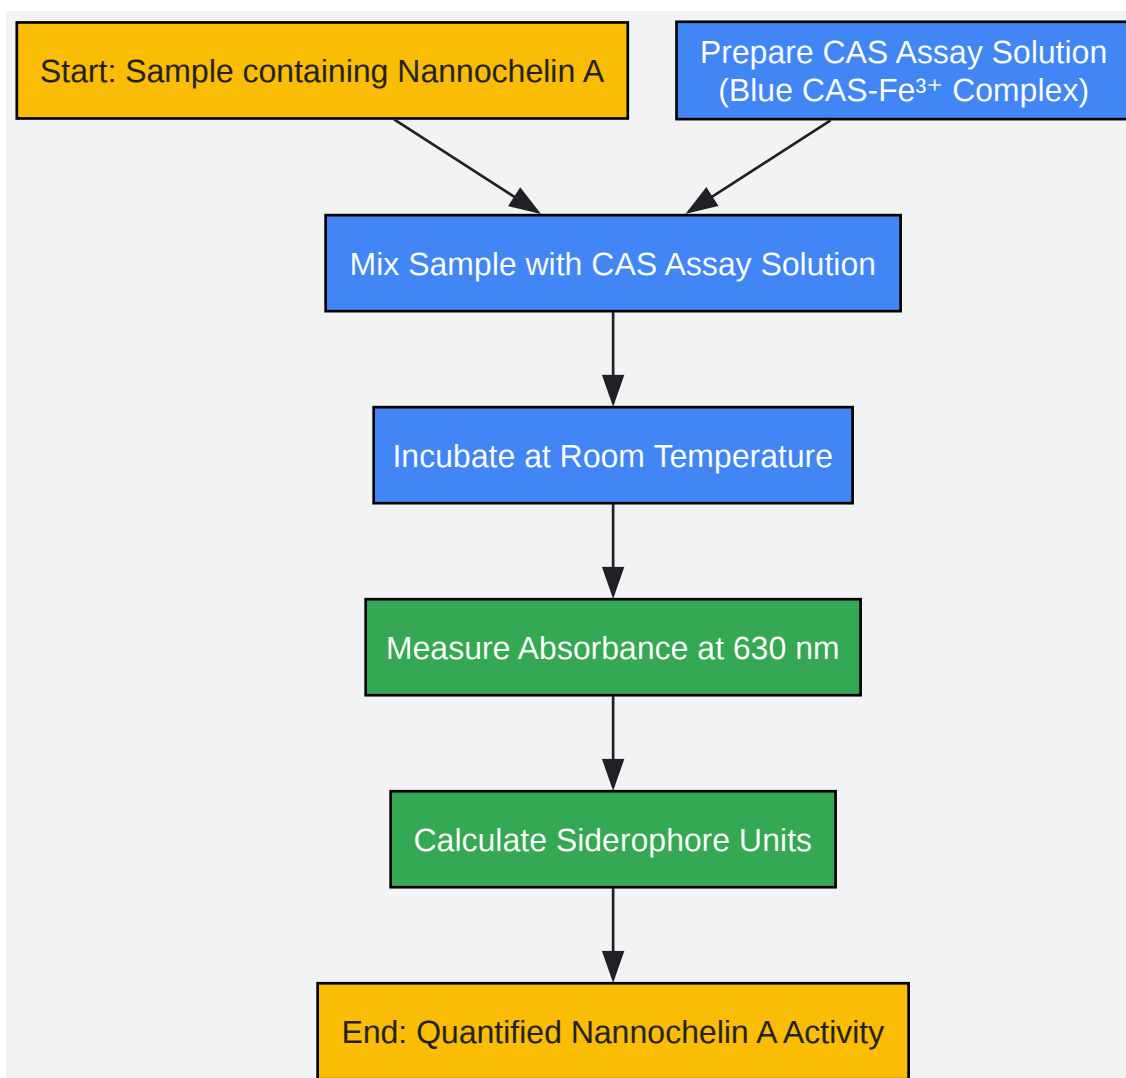 Start: Sample containing Nannochelin A
Prepare CAS Assay Solution
(Blue CAS-Fe³⁺ Complex)
Mix Sample with CAS Assay Solution
Incubate at Room Temperature
Measure Absorbance at 630 nm
Calculate Siderophore Units
End: Quantified Nannochelin A Activity